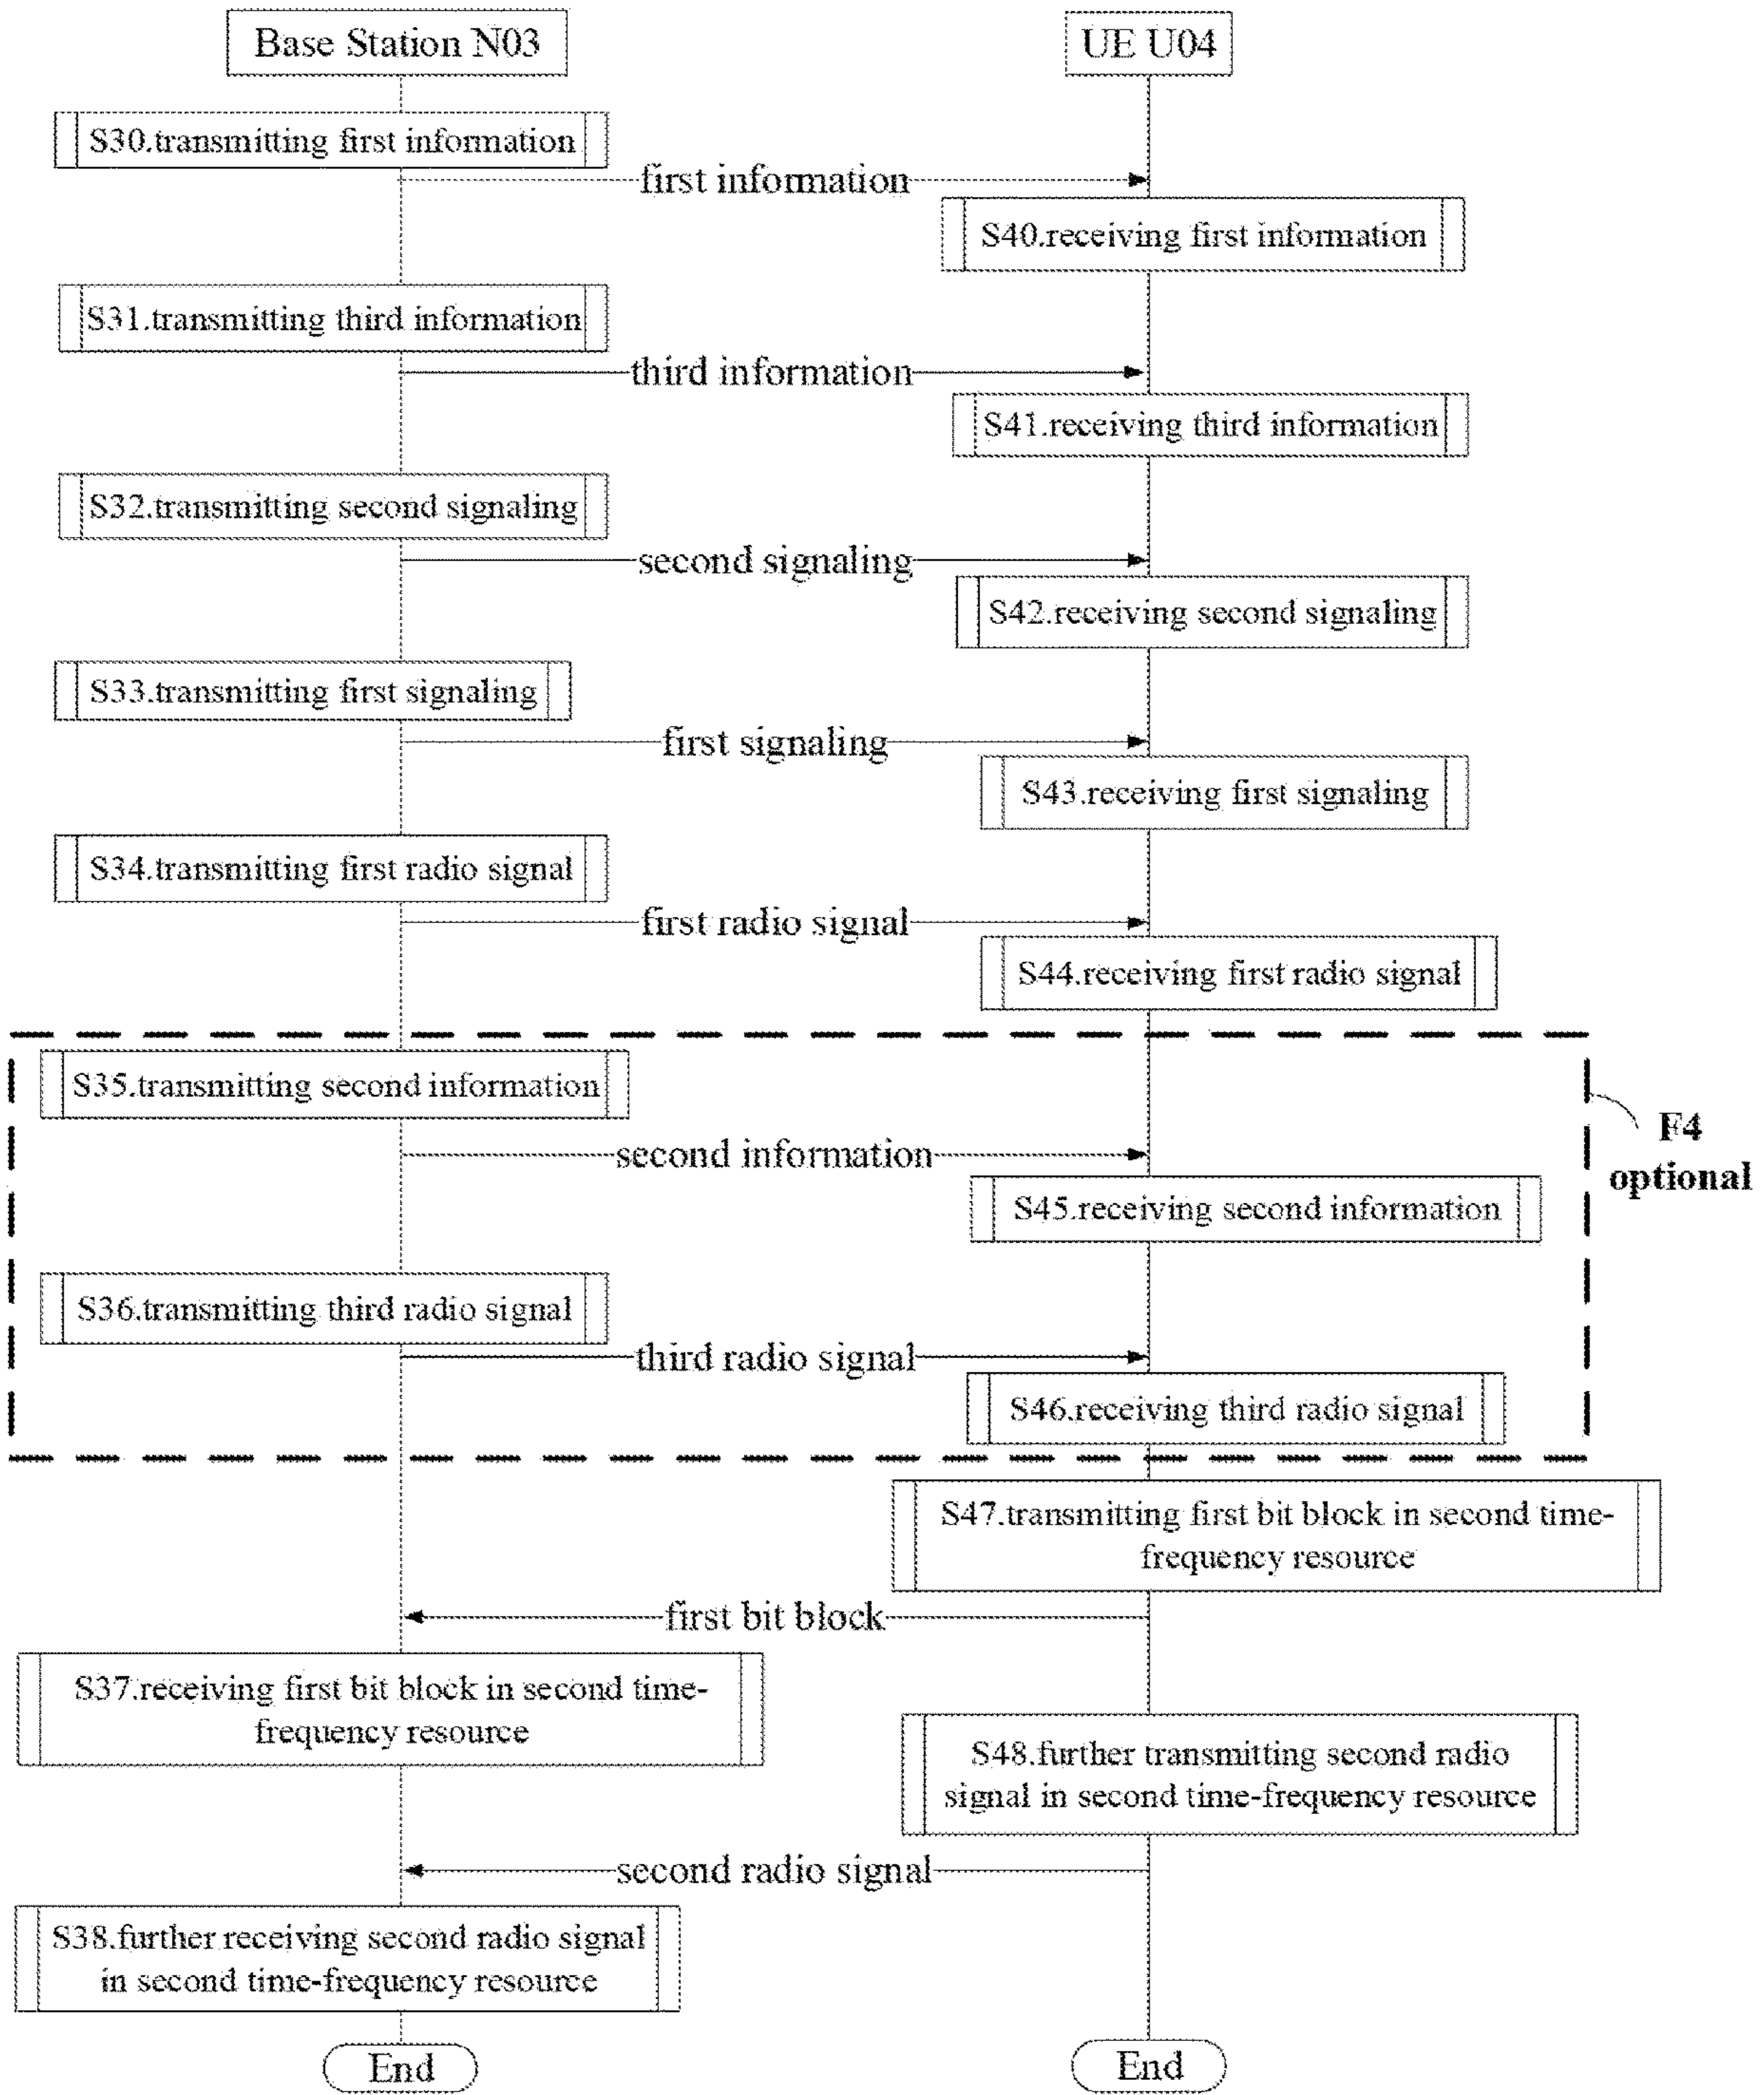 Base Station N03
UE U04
S30.transmitting first information
first information
S40.receiving first information
S31.transmitting third information
third information
S41.receiving third information
S32.transmitting second signaling
second signaling
S42.receiving second signaling
S33.transmitting first signaling
first signaling
S43.receiving first signaling
S34.transmitting first radio signal
first radio signal
S44.receiving first radio signal
S35.transmitting second information
F4
optional
second information
S45.receiving second information
S36.transmitting third radio signal
third radio signal
S46.receiving third radio signal
S47.transmitting first bit block in second time-
frequency resource
first bit block
S37.receiving first bit block in second time-
frequency resource
S48.further transmitting second radio
signal in second time-frequency resource
second radio signal
S38.further receiving second radio signal
in second time-frequency resource
End
End